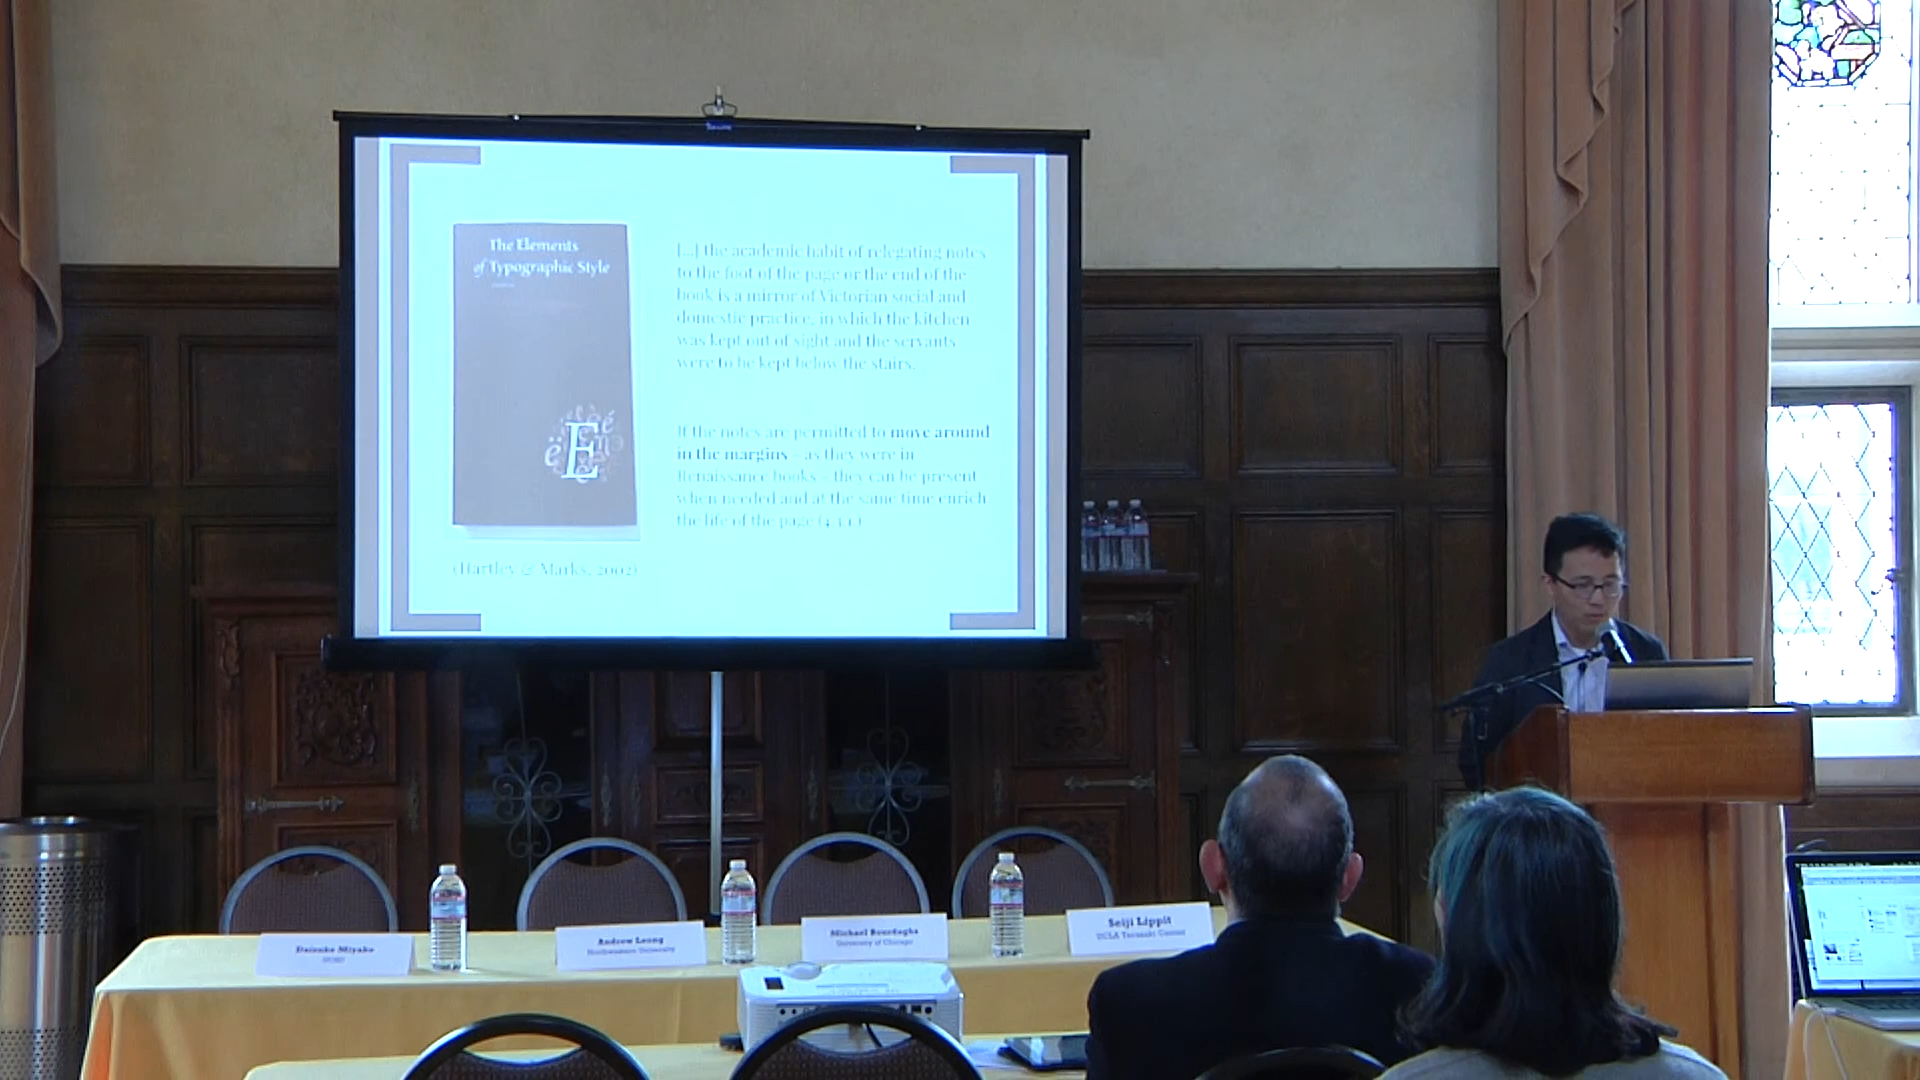 The Elements
of Typographic Style
[...] the academic habit of relegating notes
to the foot of the page or the end of the
book is a mirror of Victorian social and
domestic practice, in which the kitchen
was kept out of sight and the servants
were to be kept below the stairs.
If the notes are permitted to move around
in the margins - as they were in
Renaissance books - they can be present
when needed and at the same time enrich
the life of the page
(Hartley & Marks, 2002)
Daisuke Miyako
Andrew Leong
Northwestern University
Michael Bourdaghs
University of Chicago
Seiji Lippit
UCLA Terasaki Center